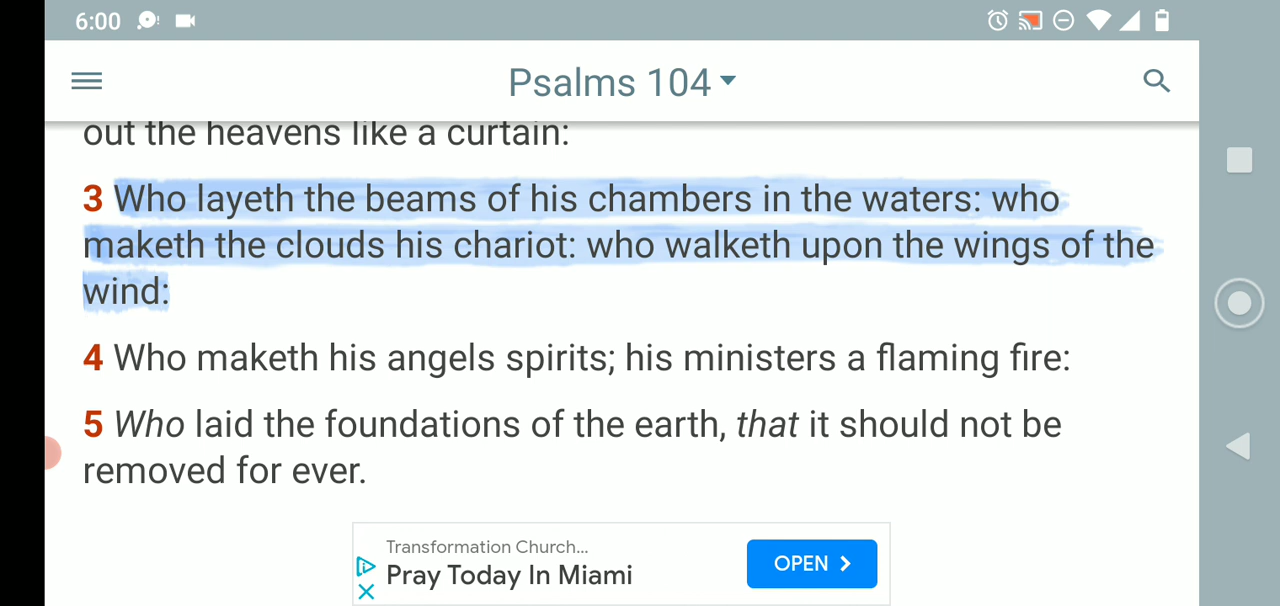 6:00
Psalms 104
out the heavens like a curtain:
3 Who layeth the beams of his chambers in the waters: who
maketh the clouds his chariot: who walketh upon the wings of the
wind:
4 Who maketh his angels spirits; his ministers a flaming fire:
5 Who laid the foundations of the earth, that it should not be
removed for ever.
Transformation Church...
Pray Today In Miami
OPEN